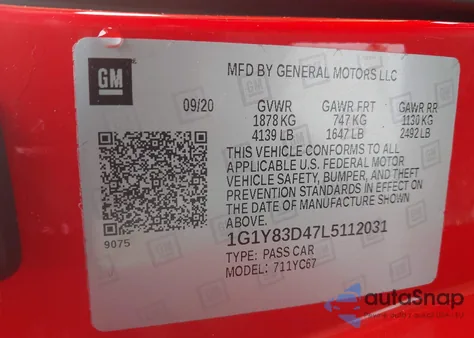 GM
MFD BY GENERAL MOTORS LLC
09/20 GVWR GAWR FRT GAWR RR
1878 KG 747 KG 1130 KG
4139 LB 1647 LB 2492 LB
THIS VEHICLE CONFORMS TO ALL
APPLICABLE U.S. FEDERAL MOTOR
VEHICLE SAFETY, BUMPER, AND THEFT
PREVENTION STANDARDS IN EFFECT ON
THE DATE OF MANUFACTURE SHOWN
ABOVE.
9075
1G1Y83D47L5112031
TYPE: PASS CAR
MODEL: 711YC67
autoSnap